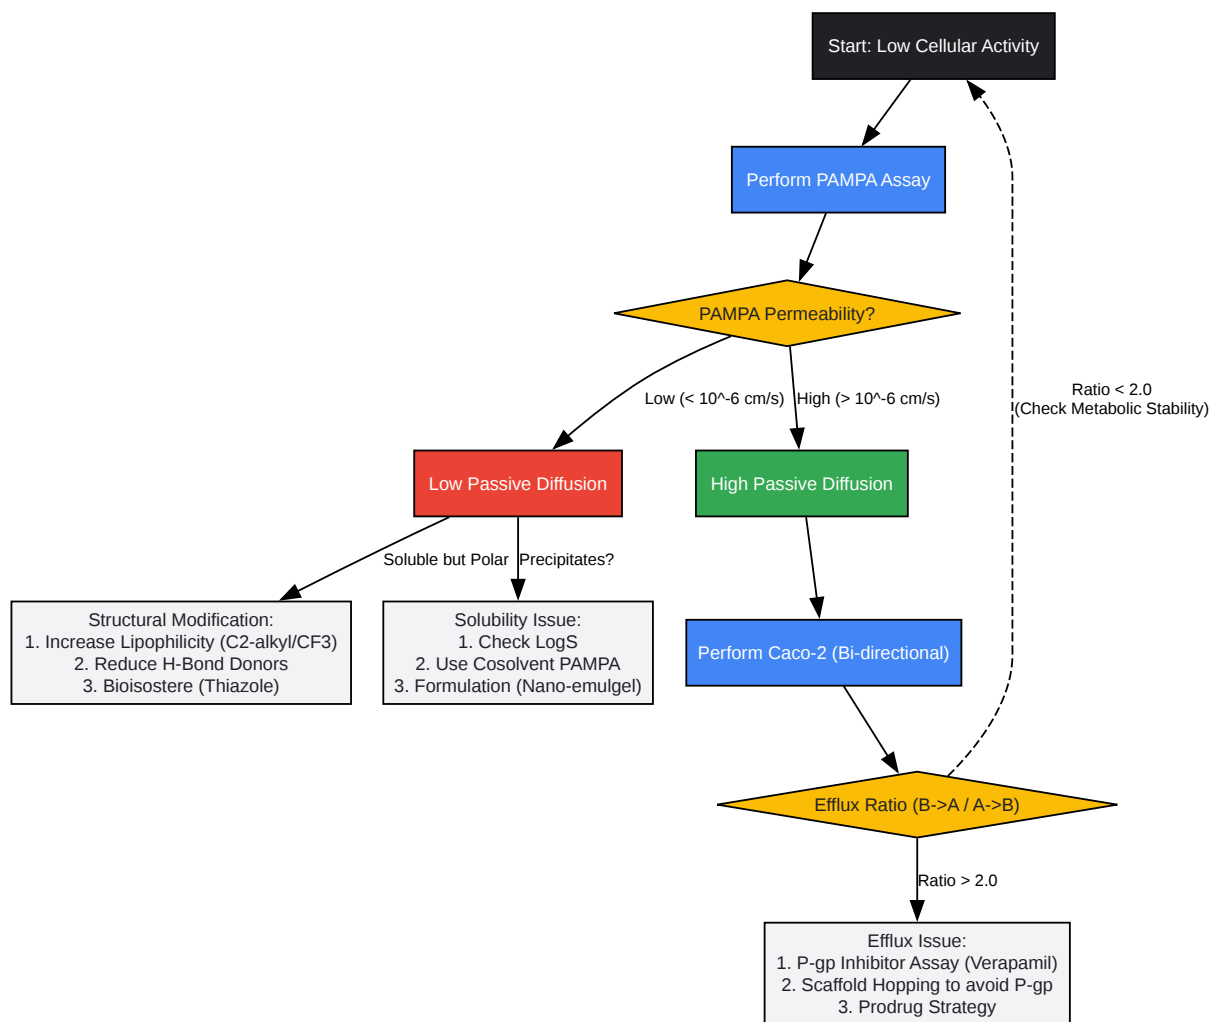 Start: Low Cellular Activity
Perform PAMPA Assay
PAMPA Permeability?
Ratio < 2.0
(Check Metabolic Stability)
Low (< 10^-6 cm/s)
High (> 10^-6 cm/s)
Low Passive Diffusion
High Passive Diffusion
Soluble but Polar
Precipitates?
Structural Modification:
1. Increase Lipophilicity (C2-alkyl/CF3)
2. Reduce H-Bond Donors
3. Bioisostere (Thiazole)
Solubility Issue:
1. Check LogS
2. Use Cosolvent PAMPA
3. Formulation (Nano-emulgel)
Perform Caco-2 (Bi-directional)
Efflux Ratio (B->A / A->B)
Ratio > 2.0
Efflux Issue:
1. P-gp Inhibitor Assay (Verapamil)
2. Scaffold Hopping to avoid P-gp
3. Prodrug Strategy